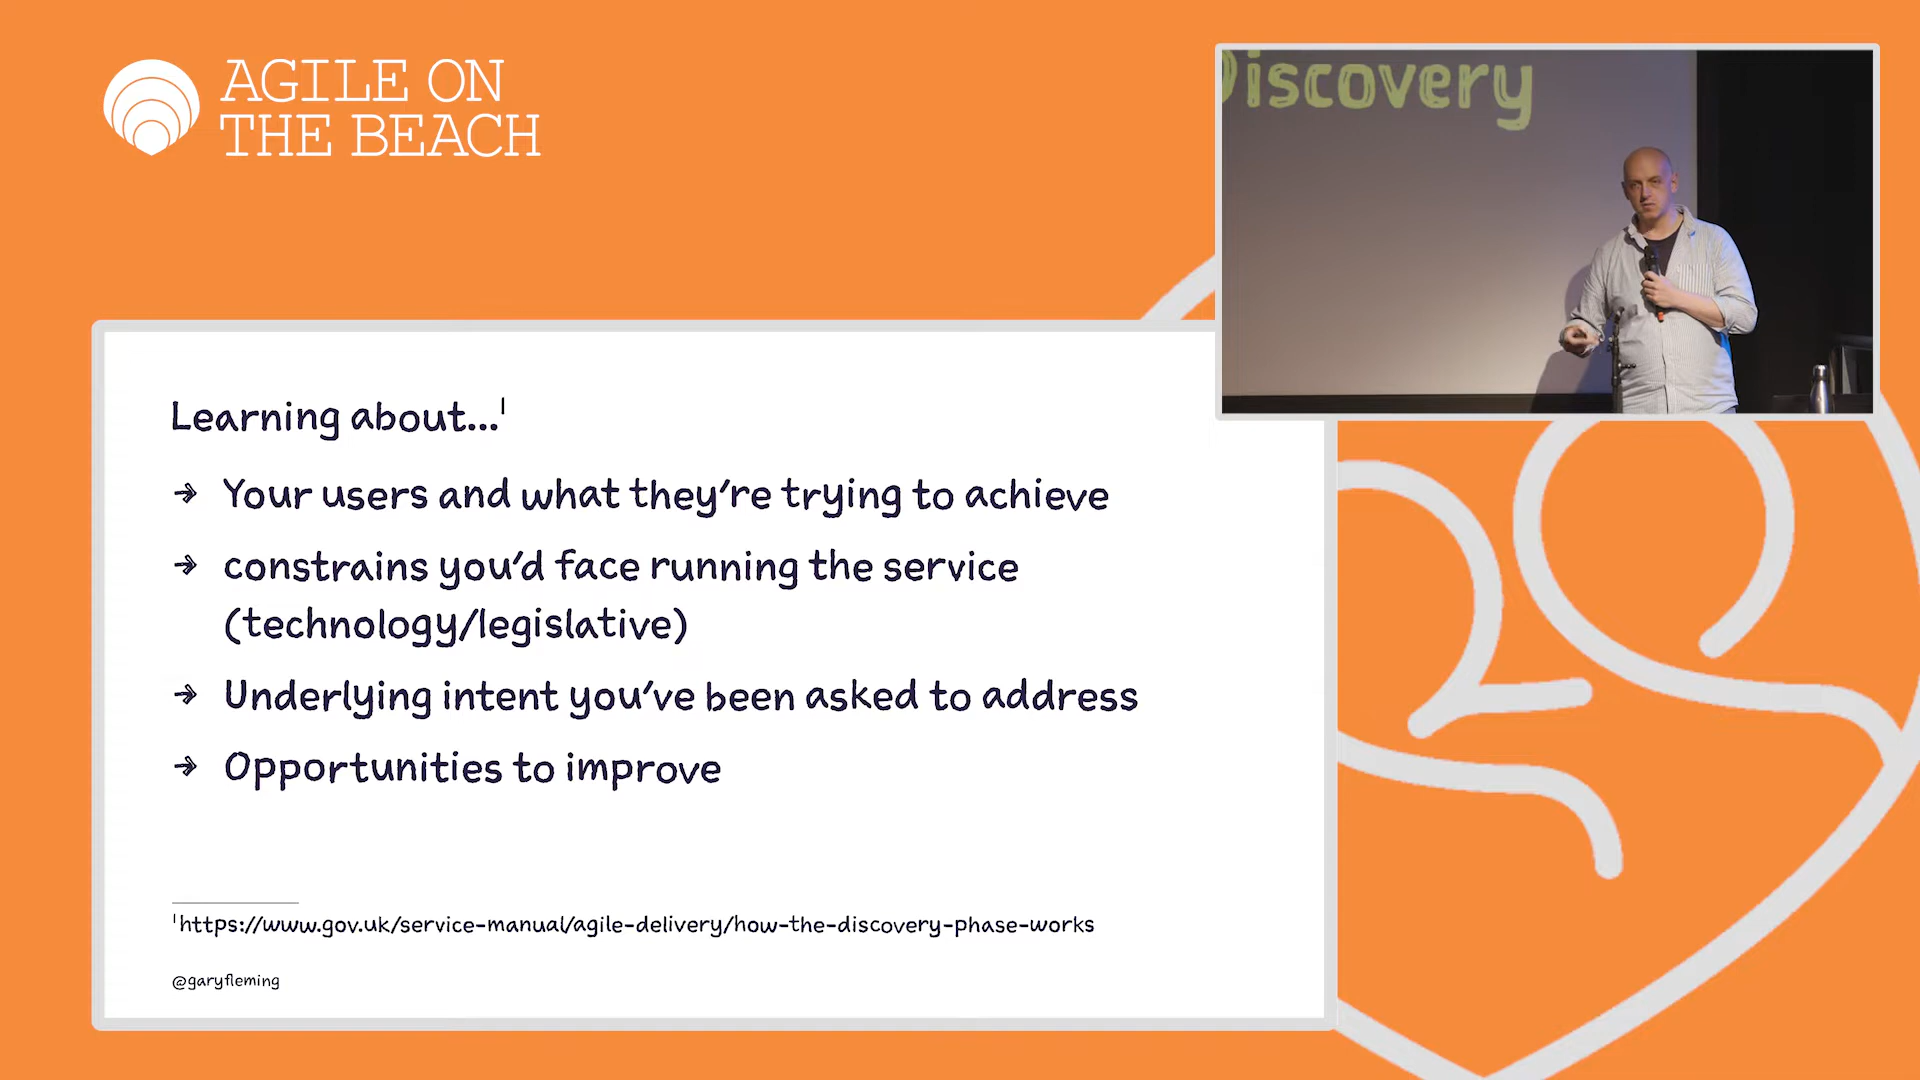 AGILE ON
THE BEACH
Discovery
Learning about...¹
→ Your users and what they're trying to achieve
→ constrains you'd face running the service
(technology/legislative)
→ Underlying intent you've been asked to address
→ Opportunities to improve
¹https://www.gov.uk/service-manual/agile-delivery/how-the-discovery-phase-works
@garyfleming